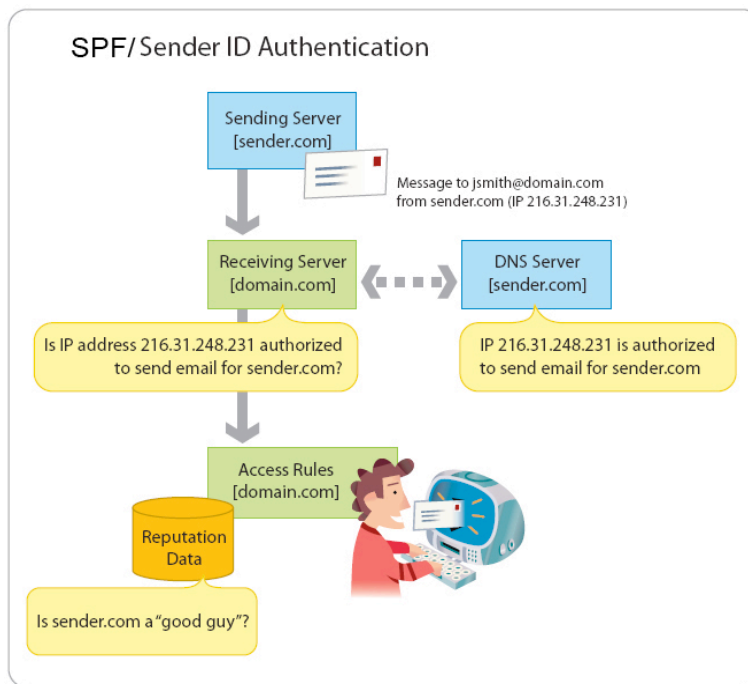 SPF/Sender ID Authentication
Sending Server
[sender.com]
Message to jsmith@domain.com
from sender.com (IP 216.31.248.231)
Receiving Server
[domain.com]
DNS Server
[sender.com]
Is IP address 216.31.248.231 authorized
to send email for sender.com?
IP 216.31.248.231 is authorized
to send email for sender.com
Access Rules
[domain.com]
Reputation
Data
Is sender.com a “good guy”?